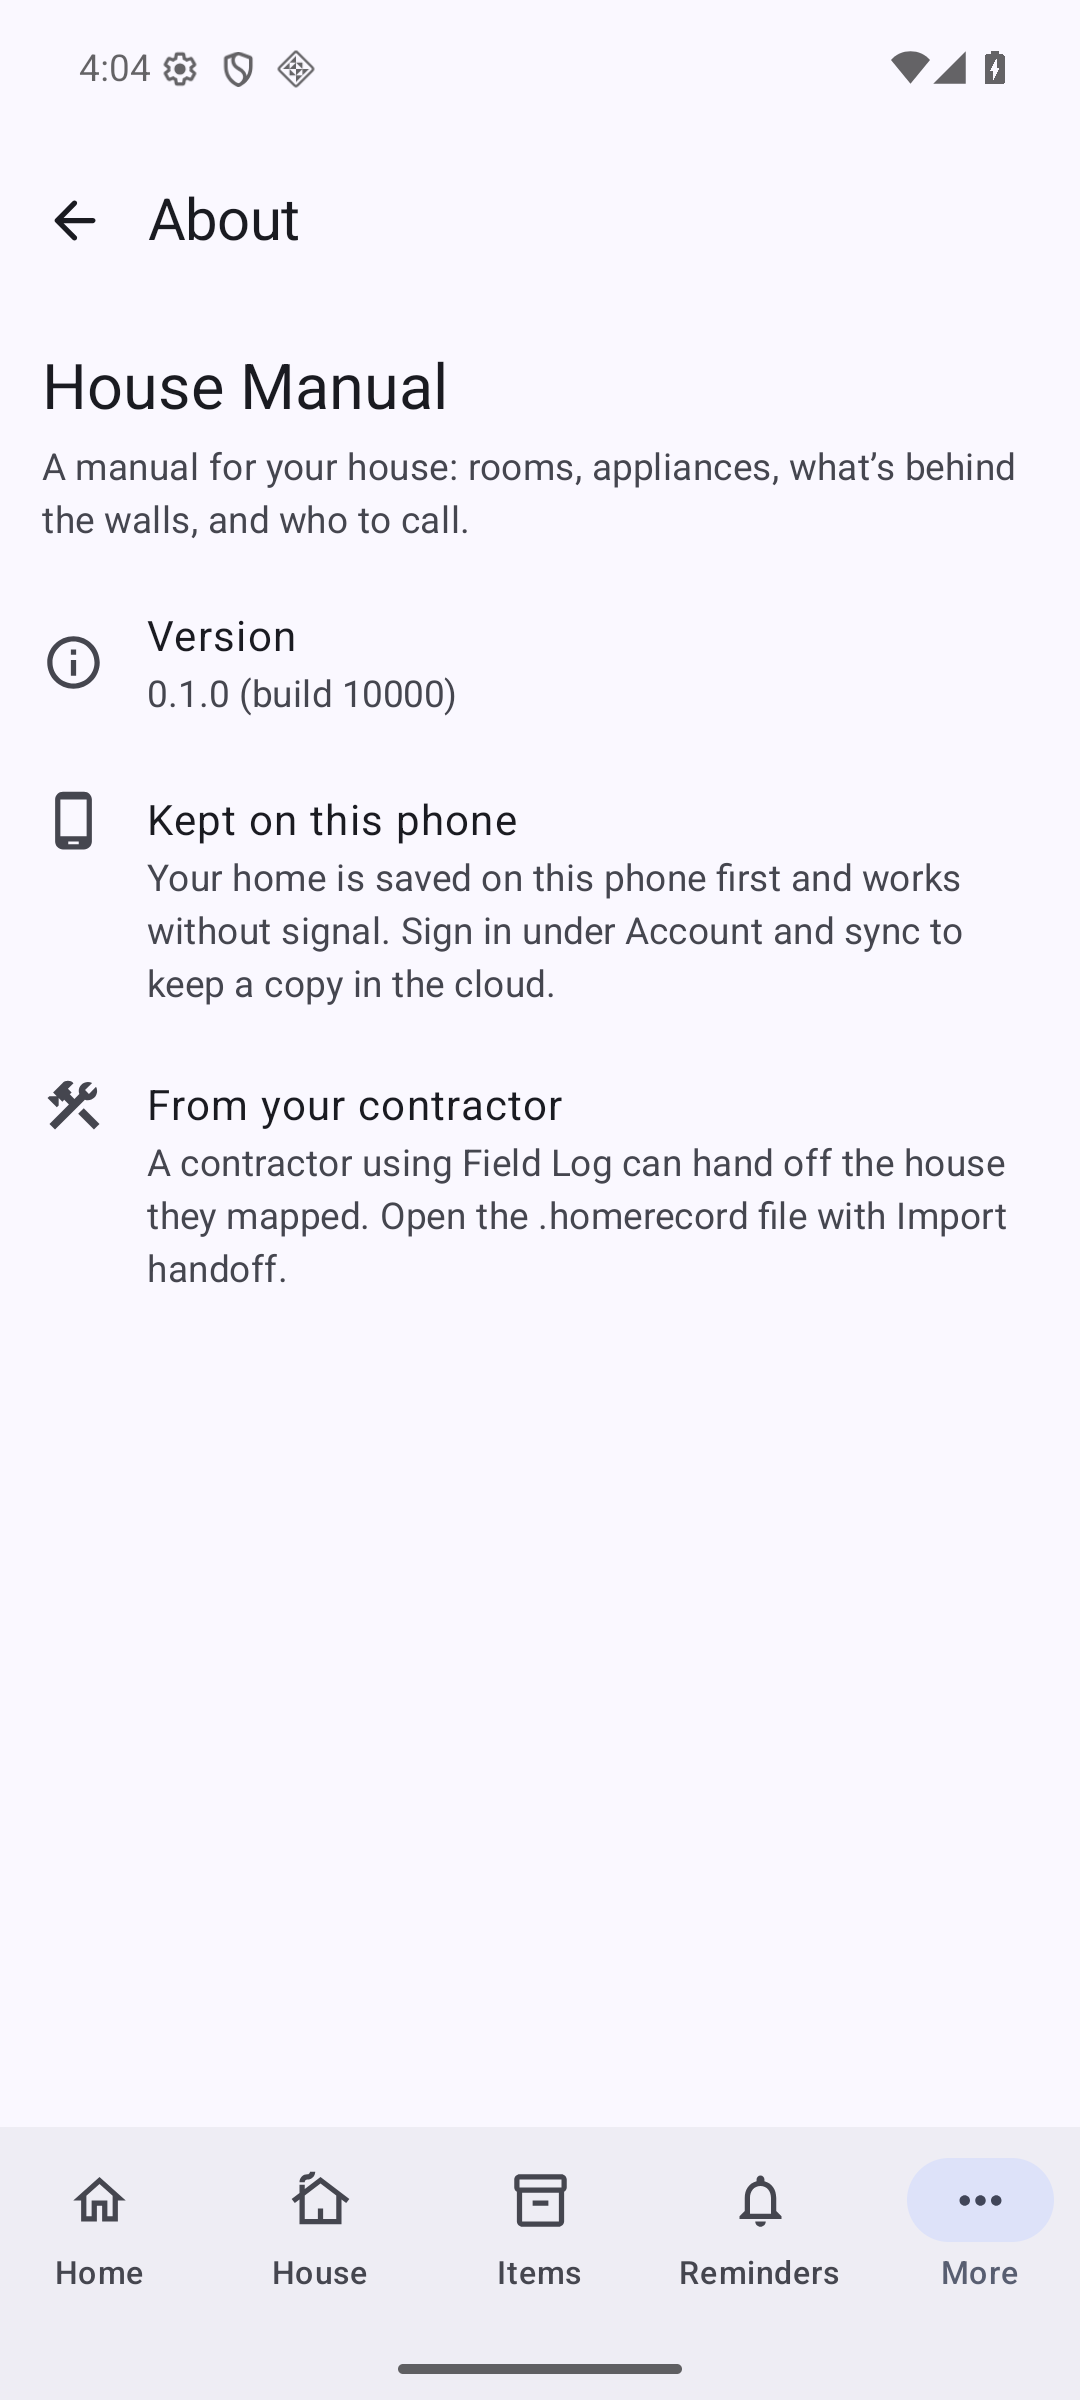 4:04
About
House Manual
A manual for your house: rooms, appliances, what’s behind
the walls, and who to call.
Version
0.1.0 (build 10000)
Kept on this phone
Your home is saved on this phone first and works
without signal. Sign in under Account and sync to
keep a copy in the cloud.
From your contractor
A contractor using Field Log can hand off the house
they mapped. Open the .homerecord file with Import
handoff.
Home
House
Items
Reminders
More